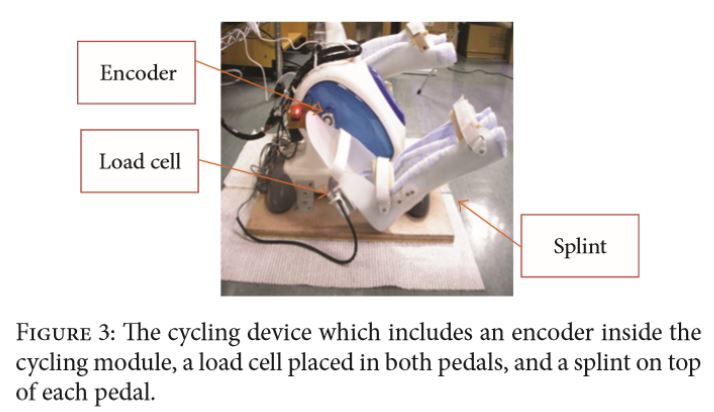 Encoder
Load cell
Splint
FIGURE 3: The cycling device which includes an encoder inside the
cycling module, a load cell placed in both pedals, and a splint on top
of each pedal.